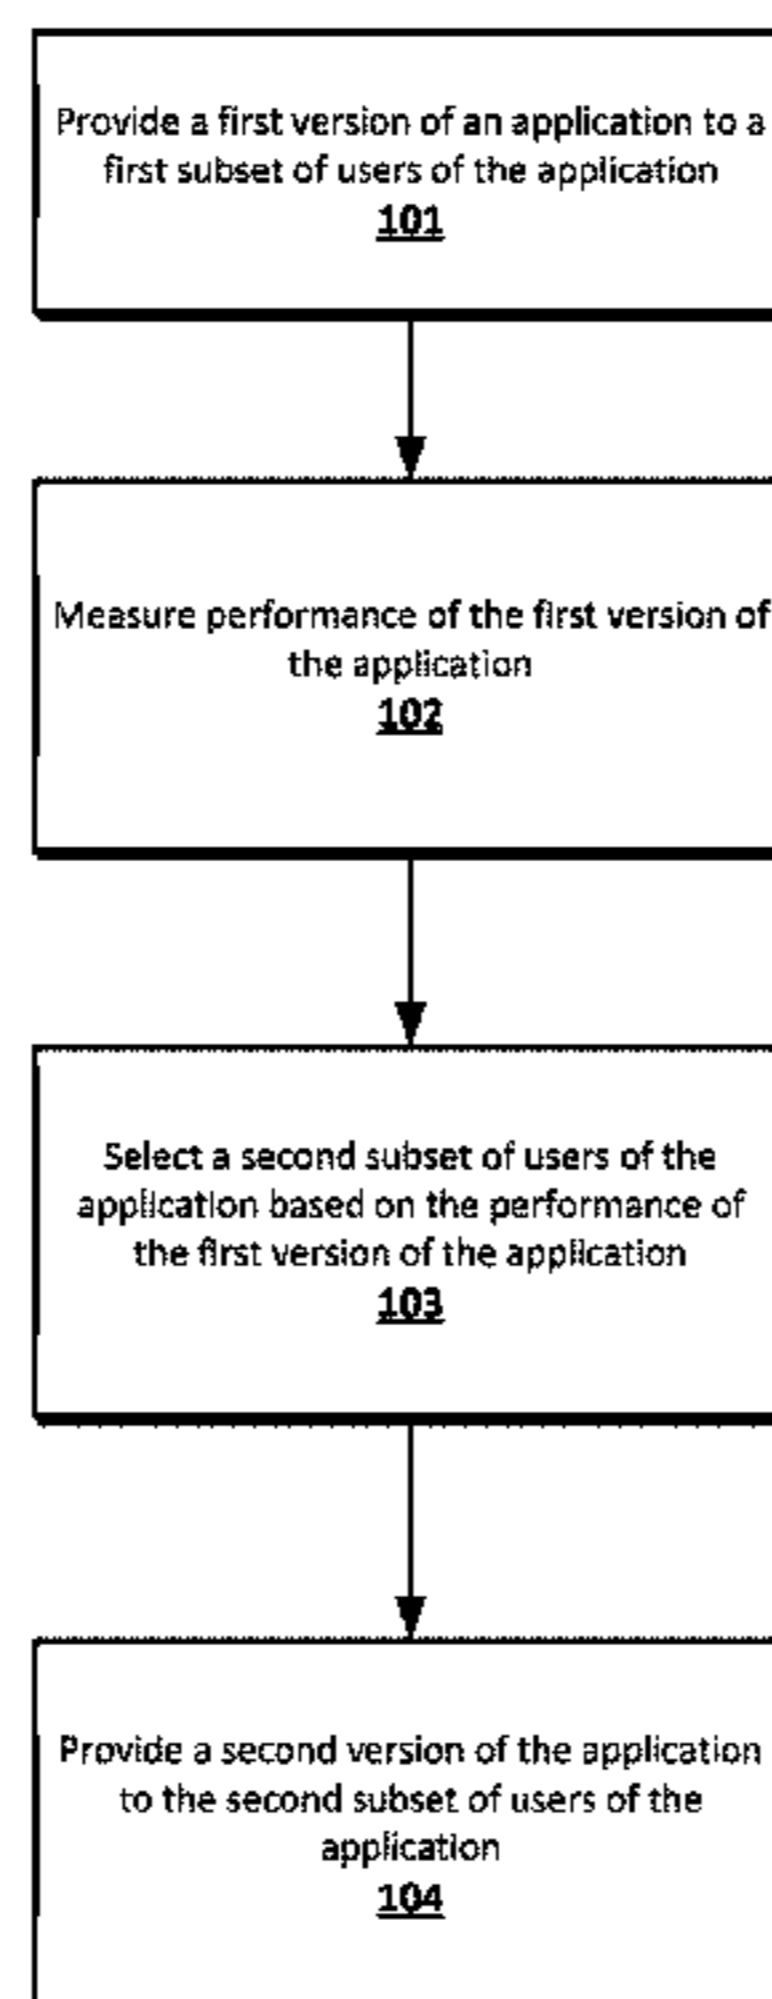 Provide a first version of an application to a
first subset of users of the application
101
Measure performance of the first version of
the application
102
Select a second subset of users of the
application based on the performance of
the first version of the application
103
Provide a second version of the application
to the second subset of users of the
application
104